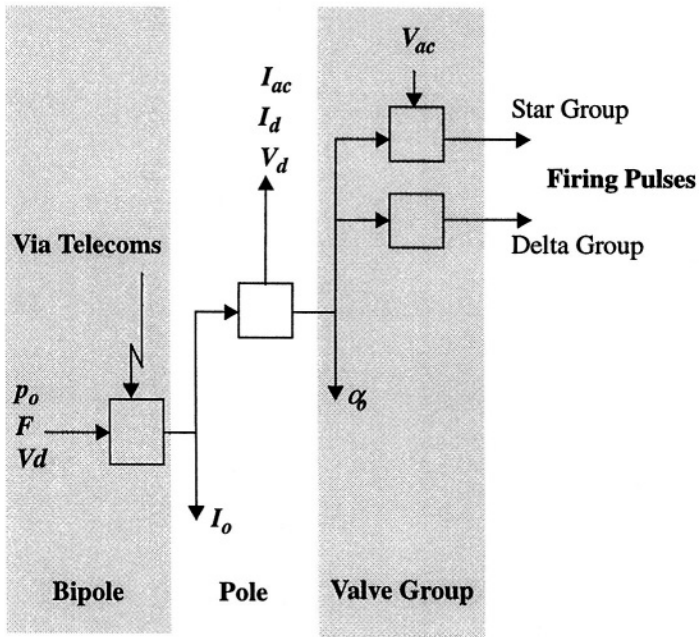 V_ac
I_ac
I_d
V_d
Star Group
Firing Pulses
Delta Group
Via Telecoms
p_o
F
Vd
α_o
I_o
Bipole
Pole
Valve Group